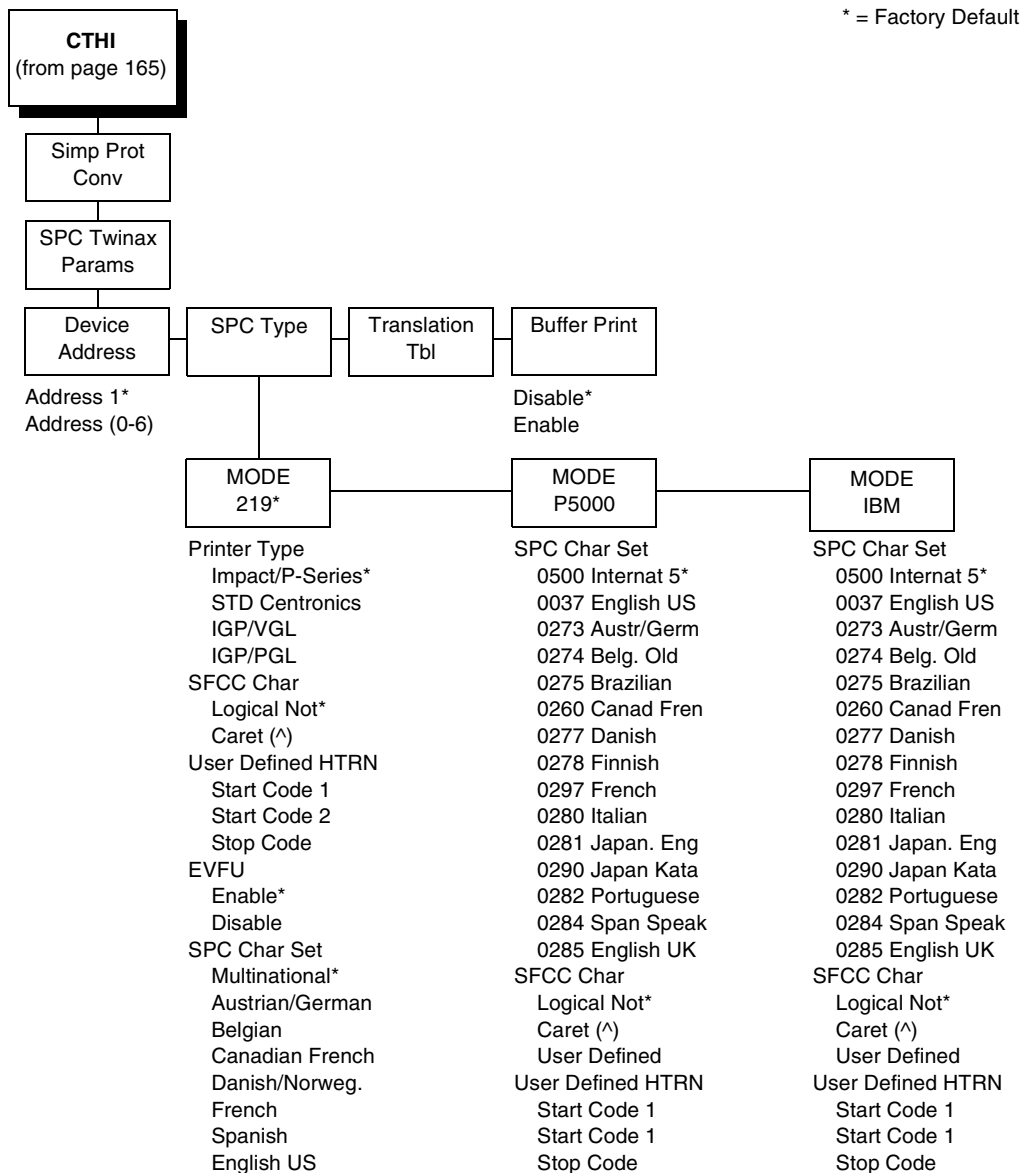 * = Factory Default
CTHI
(from page 165)
Simp Prot
Conv
SPC Twinax
Params
Device
Address
SPC Type
Translation
Tbl
Buffer Print
Address 1*
Address (0-6)
Disable*
Enable
MODE
219*
MODE
P5000
MODE
IBM
Printer Type
Impact/P-Series*
STD Centronics
IGP/VGL
IGP/PGL
SFCC Char
Logical Not*
Caret (^)
User Defined HTRN
Start Code 1
Start Code 2
Stop Code
EVFU
Enable*
Disable
SPC Char Set
Multinational*
Austrian/German
Belgian
Canadian French
Danish/Norweg.
French
Spanish
English US
SPC Char Set
0500 Internat 5*
0037 English US
0273 Austr/Germ
0274 Belg. Old
0275 Brazilian
0260 Canad Fren
0277 Danish
0278 Finnish
0297 French
0280 Italian
0281 Japan. Eng
0290 Japan Kata
0282 Portuguese
0284 Span Speak
0285 English UK
SFCC Char
Logical Not*
Caret (^)
User Defined
User Defined HTRN
Start Code 1
Start Code 1
Stop Code
SPC Char Set
0500 Internat 5*
0037 English US
0273 Austr/Germ
0274 Belg. Old
0275 Brazilian
0260 Canad Fren
0277 Danish
0278 Finnish
0297 French
0280 Italian
0281 Japan. Eng
0290 Japan Kata
0282 Portuguese
0284 Span Speak
0285 English UK
SFCC Char
Logical Not*
Caret (^)
User Defined
User Defined HTRN
Start Code 1
Start Code 1
Stop Code